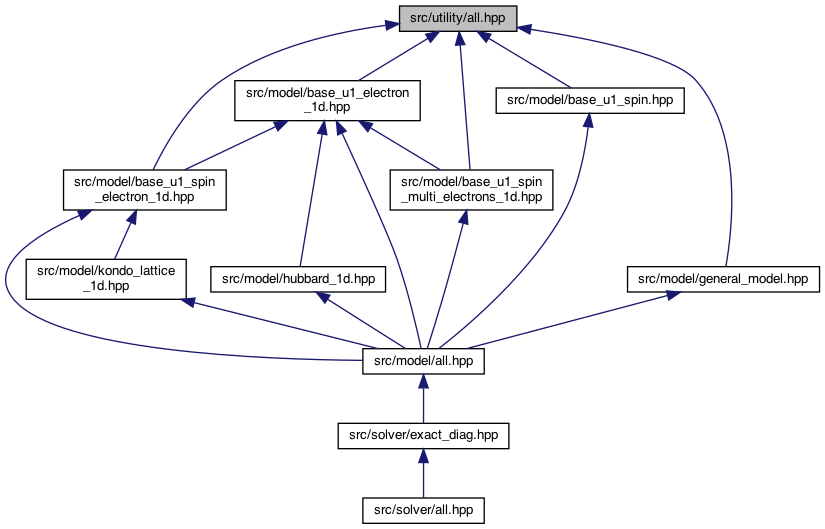 src/utility/all.hpp
src/model/base_u1_electron
_1d.hpp
src/model/base_u1_spin.hpp
src/model/base_u1_spin
_electron_1d.hpp
src/model/base_u1_spin
_multi_electrons_1d.hpp
src/model/kondo_lattice
_1d.hpp
src/model/hubbard_1d.hpp
src/model/general_model.hpp
src/model/all.hpp
src/solver/exact_diag.hpp
src/solver/all.hpp